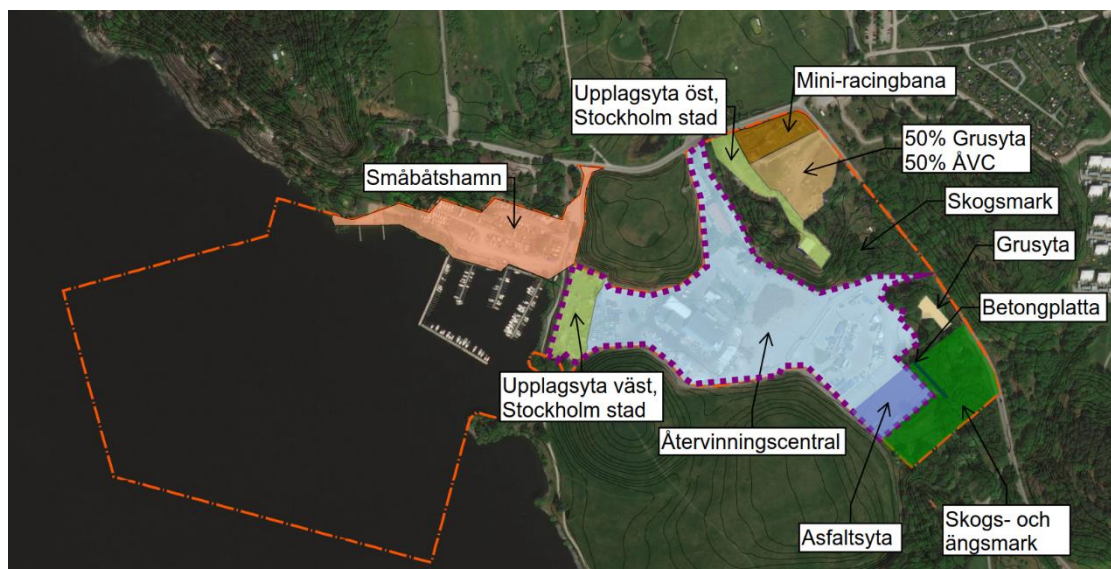 Mini-racingbana
Upplagsyta öst,
Stockholm stad
50% Grusyta
50% ÅVC
Småbåtshamn
Skogsmark
Grusyta
Betongplatta
Upplagsyta väst,
Stockholm stad
Återvinningscentral
Asfaltsyta
Skogs- och
ängsmark